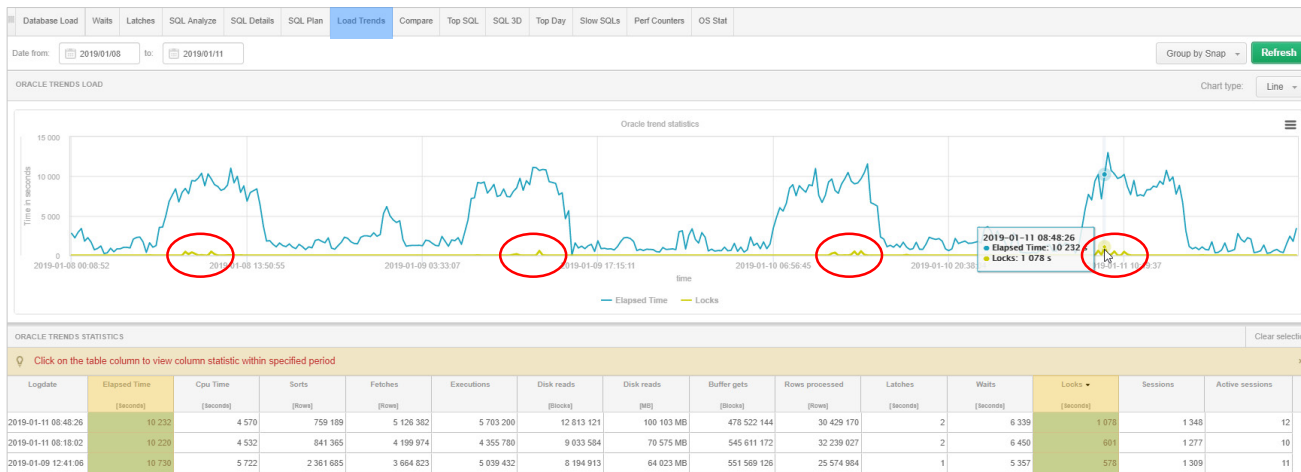 Database Load Waits Latches SQL Analyze SQL Details SQL Plan Load Trends Compare Top SQL SQL 3D Top Day Slow SQLs Perf Counters OS Stat
Date from: 2019/01/08 to: 2019/01/11 Group by Snap Refresh
ORACLE TRENDS LOAD Chart type: Line
Oracle trend statistics
15 000
10 000
5 000
0
Time in seconds
2019-01-11 08:48:26
Elapsed Time: 10 232 s
Locks: 1 078 s
2019-01-08 00:08:52 2019-01-08 13:50:55 2019-01-09 03:33:07 2019-01-09 17:15:11 2019-01-10 06:56:45 2019-01-10 20:38
time
Elapsed Time Locks
ORACLE TRENDS STATISTICS Clear selecti
Click on the table column to view column statistic within specified period
Logdate Elapsed Time Cpu Time Sorts Fetches Executions Disk reads Disk reads Buffer gets Rows processed Latches Waits Locks Sessions Active sessions
[Seconds] [Seconds] [Rows] [Rows] [Blocks] [MB] [Blocks] [Rows] [Seconds] [Seconds] [Seconds]
2019-01-11 08:48:26 10 232 4 570 759 189 5 126 382 5 703 200 12 813 121 100 103 MB 478 522 144 30 429 170 2 6 339 1 078 1 348 12
2019-01-11 08:18:02 10 220 4 532 841 365 4 199 974 4 355 780 9 033 584 70 575 MB 545 611 172 32 239 027 2 6 450 601 1 277 10
2019-01-09 12:41:06 10 730 5 722 2 361 685 3 664 823 5 039 432 8 194 913 64 023 MB 551 569 126 25 574 984 1 5 357 578 1 309 11